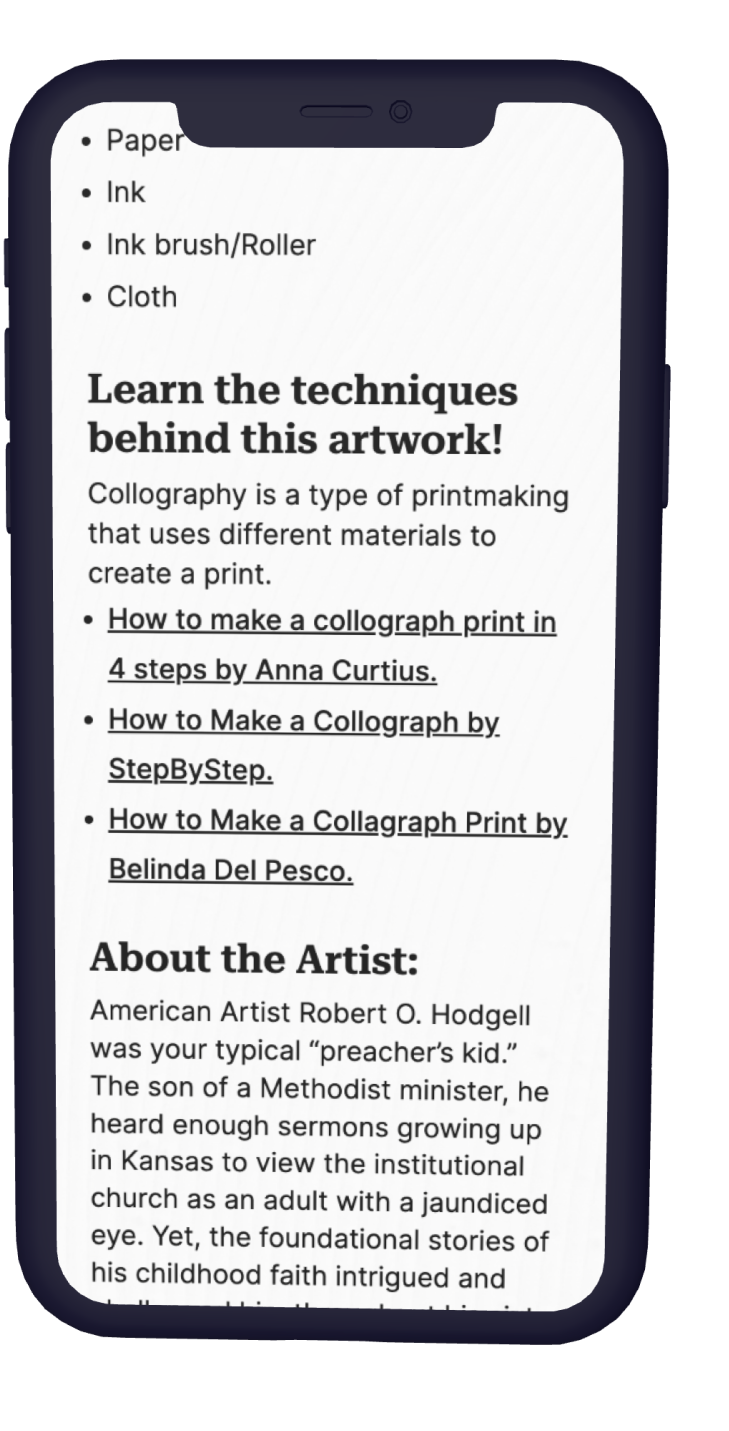 • Paper
• Ink
• Ink brush/Roller
• Cloth
Learn the techniques
behind this artwork!
Collography is a type of printmaking
that uses different materials to
create a print.
• How to make a collograph print in
4 steps by Anna Curtius.
• How to Make a Collograph by
StepByStep.
• How to Make a Collagraph Print by
Belinda Del Pesco.
About the Artist:
American Artist Robert O. Hodgell
was your typical “preacher’s kid.”
The son of a Methodist minister, he
heard enough sermons growing up
in Kansas to view the institutional
church as an adult with a jaundiced
eye. Yet, the foundational stories of
his childhood faith intrigued and